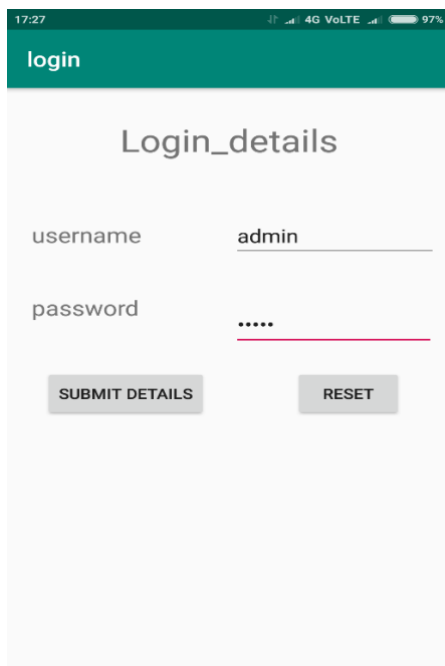 17:27 4G VoLTE 97%
login
Login_details
username admin
password •••••
SUBMIT DETAILS RESET